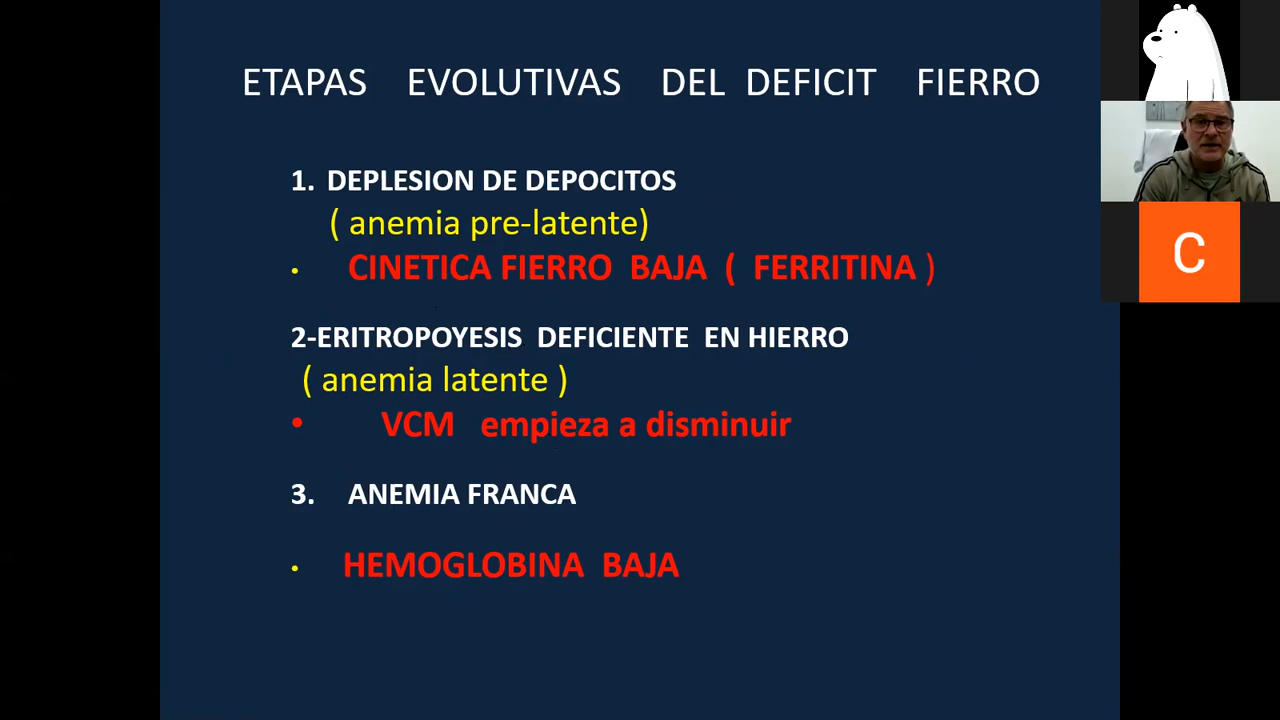 ETAPAS EVOLUTIVAS DEL DEFICIT FIERRO
1. DEPLESION DE DEPOCITOS
( anemia pre-latente)
• CINETICA FIERRO BAJA ( FERRITINA )
2-ERITROPOYESIS DEFICIENTE EN HIERRO
( anemia latente )
• VCM empieza a disminuir
3. ANEMIA FRANCA
• HEMOGLOBINA BAJA
C